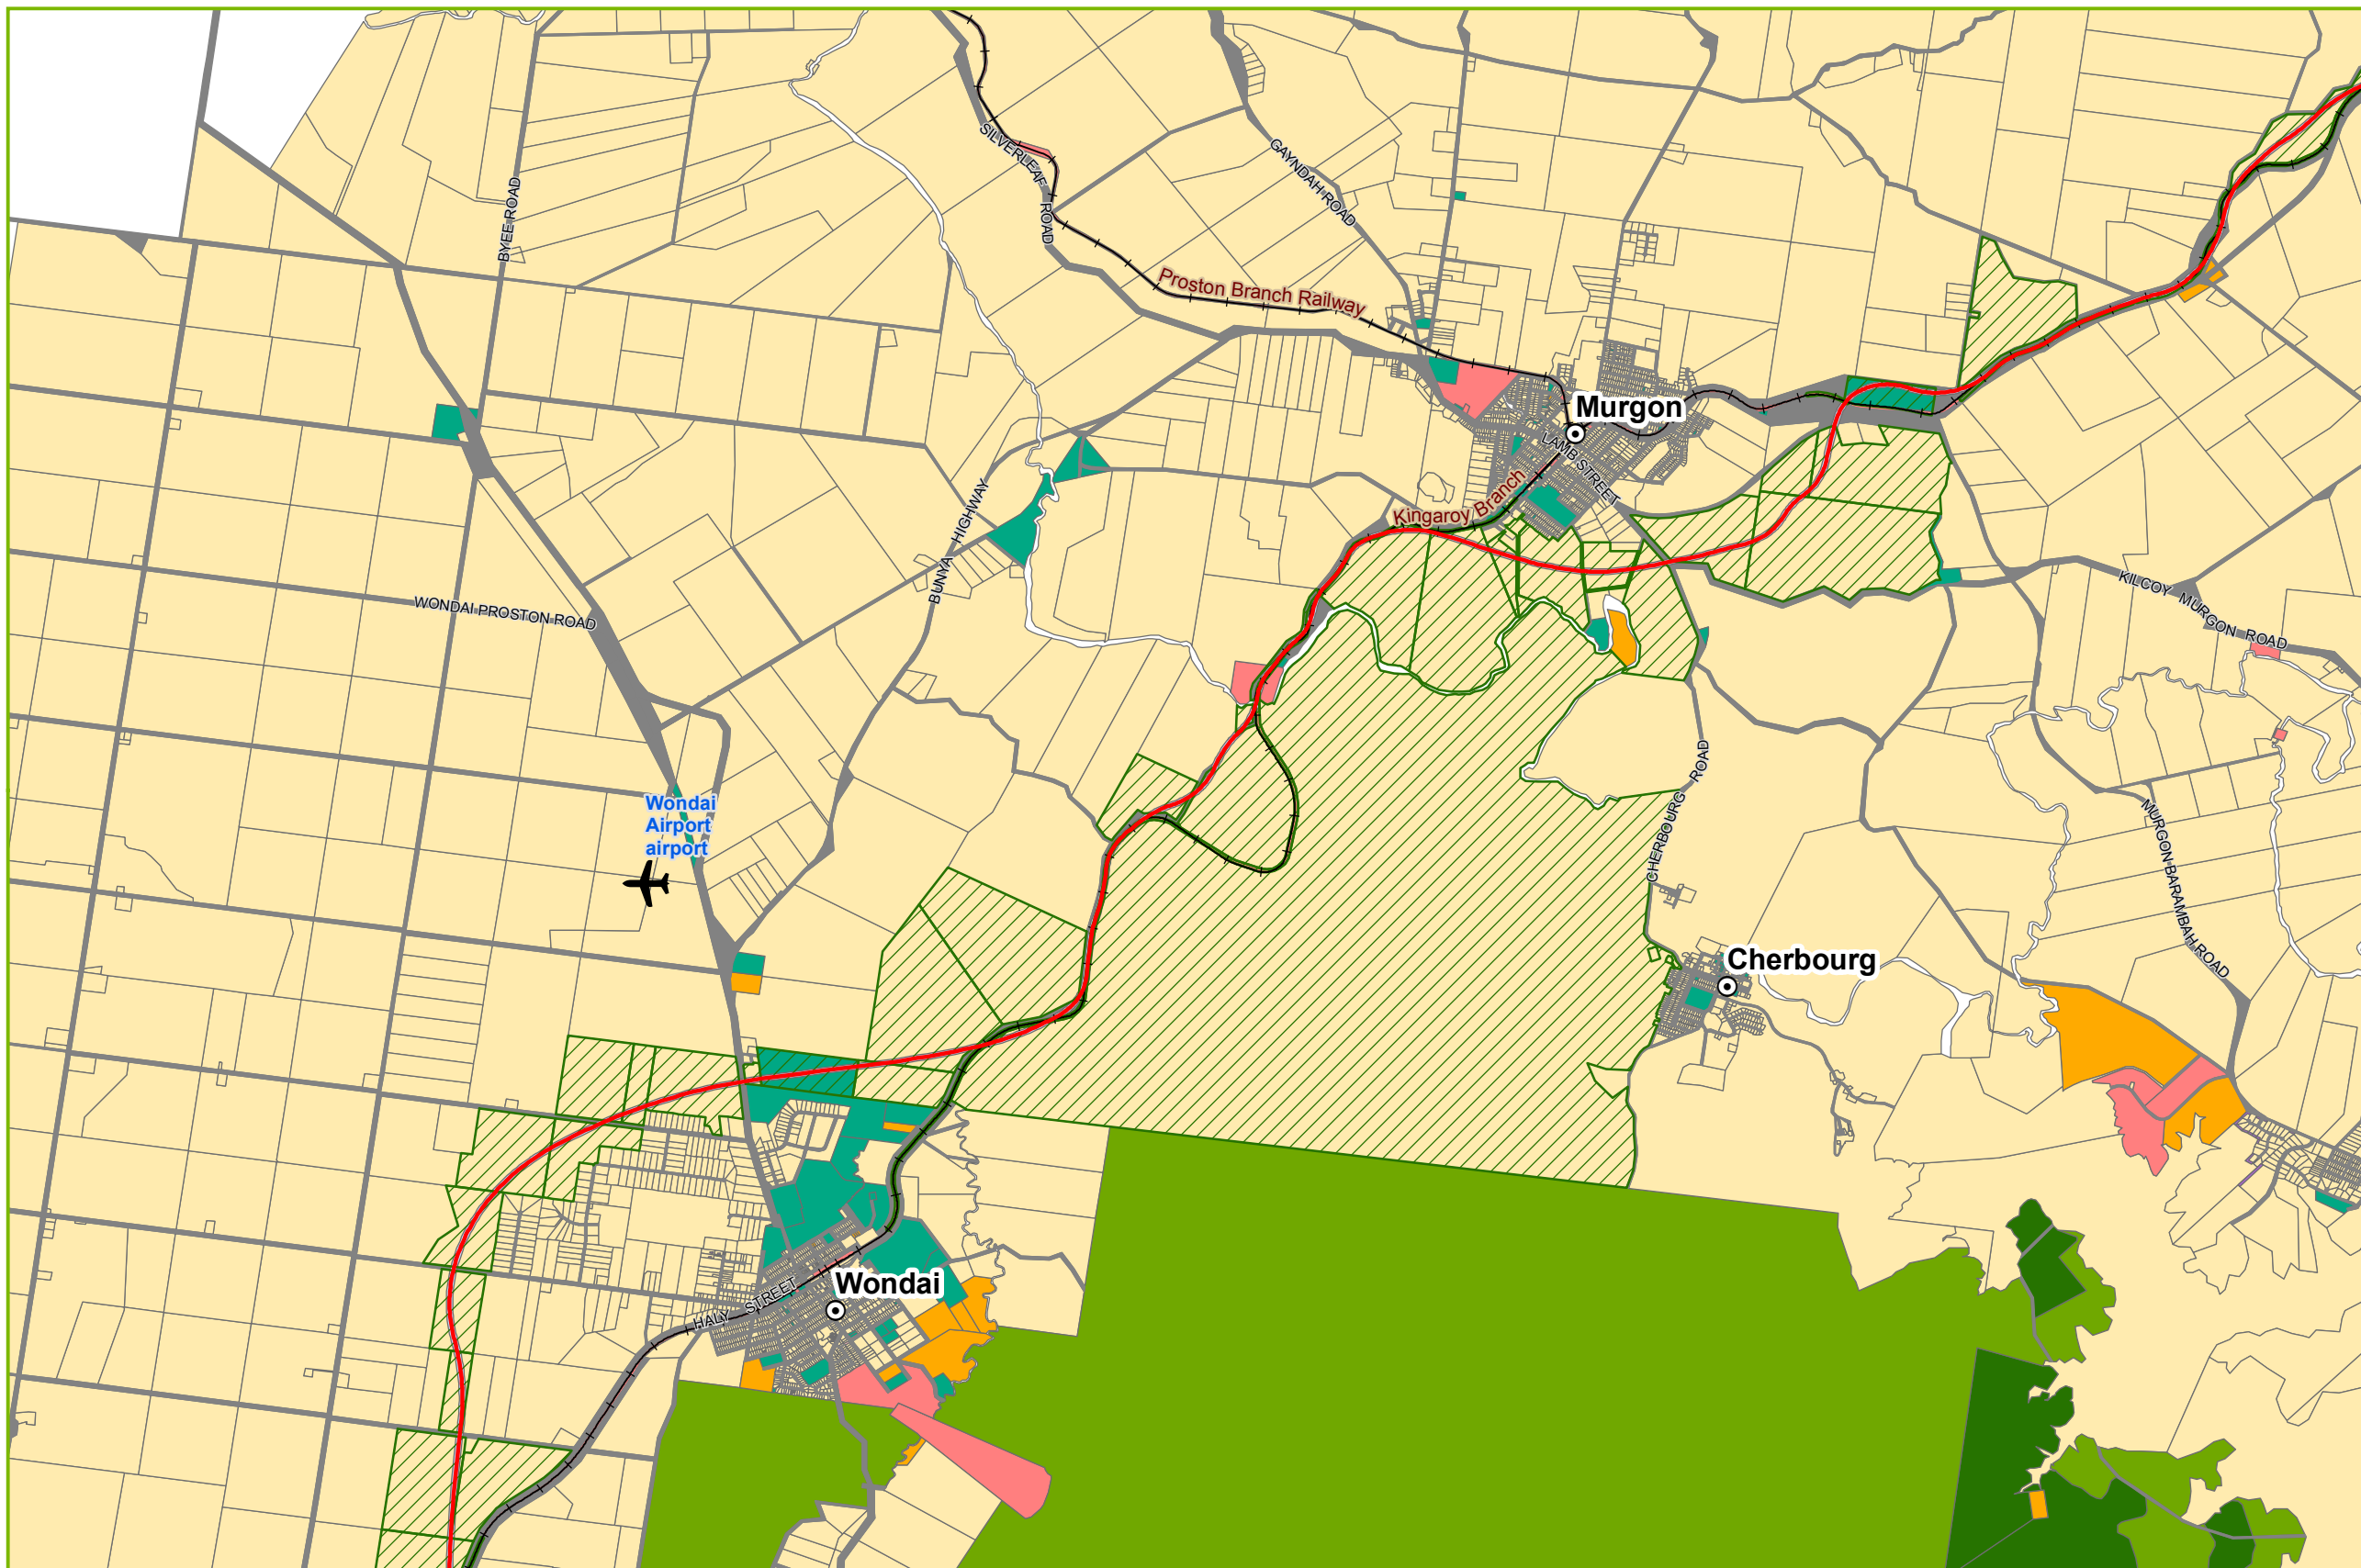 SILVERLEAF ROAD
GAYNDAH ROAD
BYEE ROAD
Proston Branch Railway
Murgon
LAMB STREET
Kingaroy Branch
BUNYA HIGHWAY
WONDAI PROSTON ROAD
KILCOY MURGON ROAD
Wondai
Airport
airport
CHERBOURG ROAD
MURGON BARAMBAH ROAD
Cherbourg
Wondai
HALY STREET